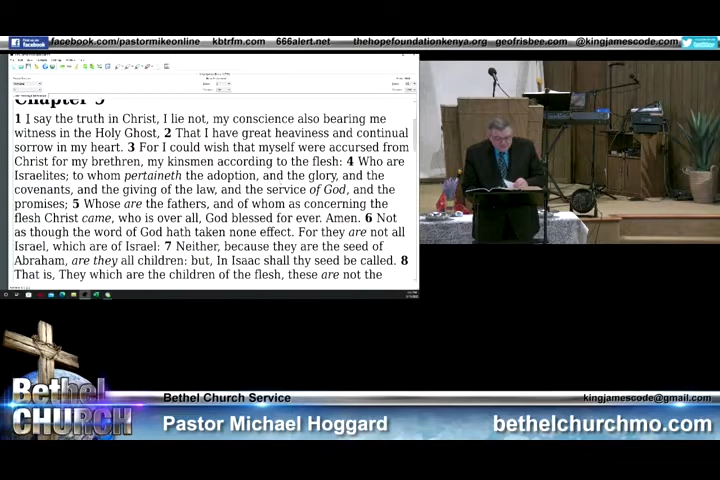 facebook.com/pastormikeonline kbtrfm.com 666alert.net thehopefoundationkenya.org geofrisbee.com @kingjamescode.com
Chapter 9
1 I say the truth in Christ, I lie not, my conscience also bearing me
witness in the Holy Ghost, 2 That I have great heaviness and continual
sorrow in my heart. 3 For I could wish that myself were accursed from
Christ for my brethren, my kinsmen according to the flesh: 4 Who are
Israelites; to whom pertaineth the adoption, and the glory, and the
covenants, and the giving of the law, and the service of God, and the
promises; 5 Whose are the fathers, and of whom as concerning the
flesh Christ came, who is over all, God blessed for ever. Amen. 6 Not
as though the word of God hath taken none effect. For they are not all
Israel, which are of Israel: 7 Neither, because they are the seed of
Abraham, are they all children: but, In Isaac shall thy seed be called. 8
That is, They which are the children of the flesh, these are not the
Bethel
CHURCH
Bethel Church Service kingjamescode@gmail.com
Pastor Michael Hoggard bethelchurchmo.com